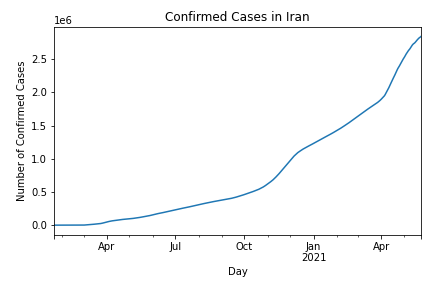 Confirmed Cases in Iran
1e6
2.5
2.0
1.5
1.0
0.5
0.0
Number of Confirmed Cases
Apr Jul Oct Jan Apr
2021
Day